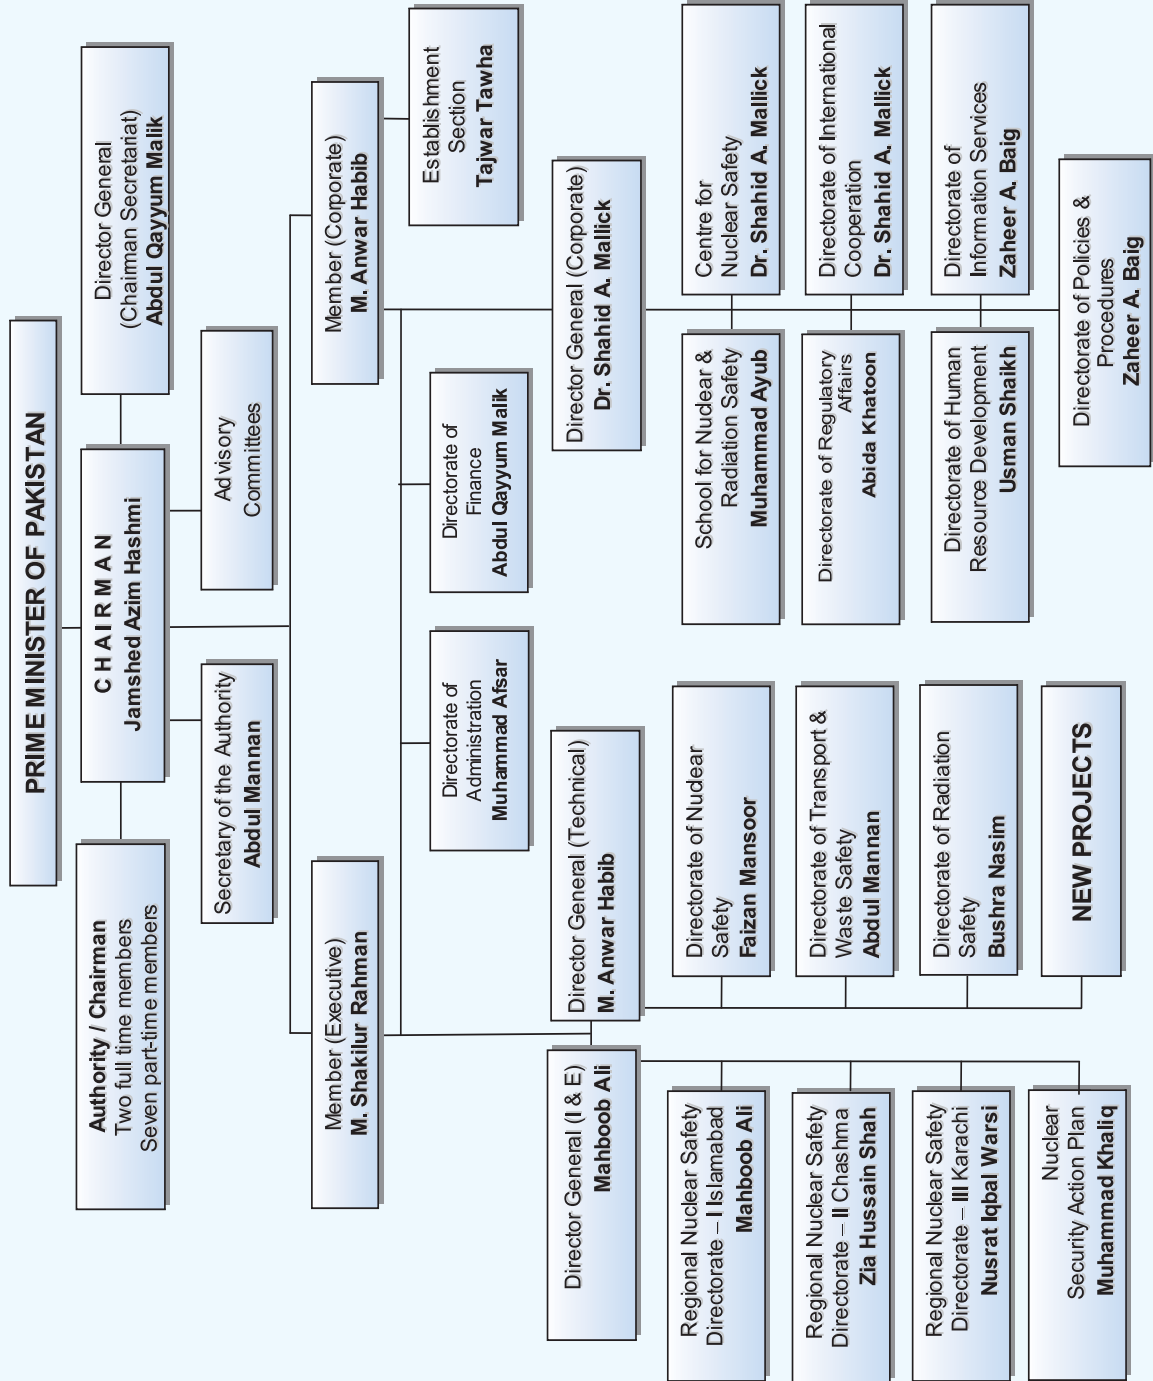 PRIME MINISTER OF PAKISTAN
Authority / Chairman
Two full time members
Seven part-time members
C H A I R M A N
Jamshed Azim Hashmi
Director General
(Chairman Secretariat)
Abdul Qayyum Malik
Secretary of the Authority
Abdul Mannan
Advisory
Committees
Member (Executive)
M. Shakilur Rahman
Member (Corporate)
M. Anwar Habib
Directorate of
Administration
Muhammad Afsar
Directorate of
Finance
Abdul Qayyum Malik
Establishment
Section
Tajwar Tawha
Director General (I & E)
Mahboob Ali
Director General (Technical)
M. Anwar Habib
Director General (Corporate)
Dr. Shahid A. Mallick
Regional Nuclear Safety
Directorate – I Islamabad
Mahboob Ali
Regional Nuclear Safety
Directorate – II Chashma
Zia Hussain Shah
Regional Nuclear Safety
Directorate – III Karachi
Nusrat Iqbal Warsi
Nuclear
Security Action Plan
Muhammad Khaliq
Directorate of Nuclear
Safety
Faizan Mansoor
Directorate of Transport &
Waste Safety
Abdul Mannan
Directorate of Radiation
Safety
Bushra Nasim
NEW PROJECTS
School for Nuclear &
Radiation Safety
Muhammad Ayub
Centre for
Nuclear Safety
Dr. Shahid A. Mallick
Directorate of Regulatory
Affairs
Abida Khatoon
Directorate of International
Cooperation
Dr. Shahid A. Mallick
Directorate of Human
Resource Development
Usman Shaikh
Directorate of
Information Services
Zaheer A. Baig
Directorate of Policies &
Procedures
Zaheer A. Baig